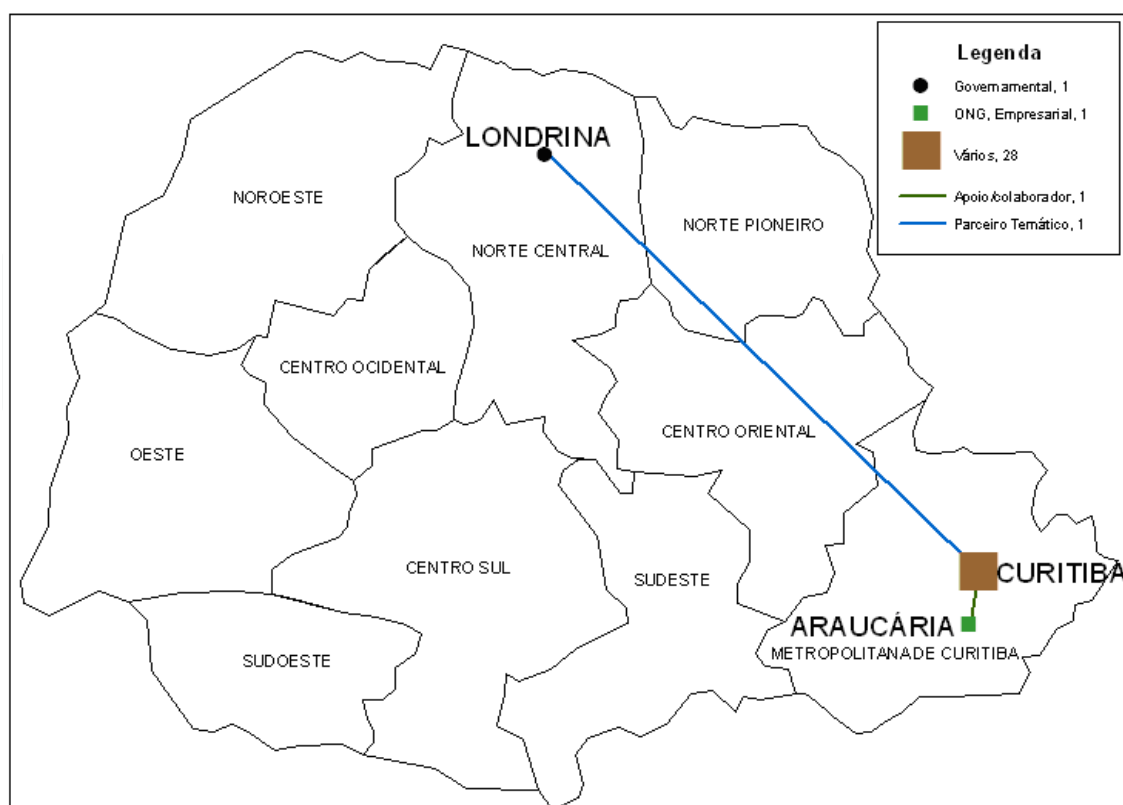 Legenda
Governamental, 1
ONG, Empresarial, 1
Vários, 28
Apoio/colaborador, 1
Parceiro Temático, 1
LONDRINA
NOROESTE
NORTE PIONEIRO
NORTE CENTRAL
CENTRO OCIDENTAL
CENTRO ORIENTAL
OESTE
CENTRO SUL
SUDESTE
CURITIBA
ARAUCÁRIA
METROPOLITANA DE CURITIBA
SUDOESTE